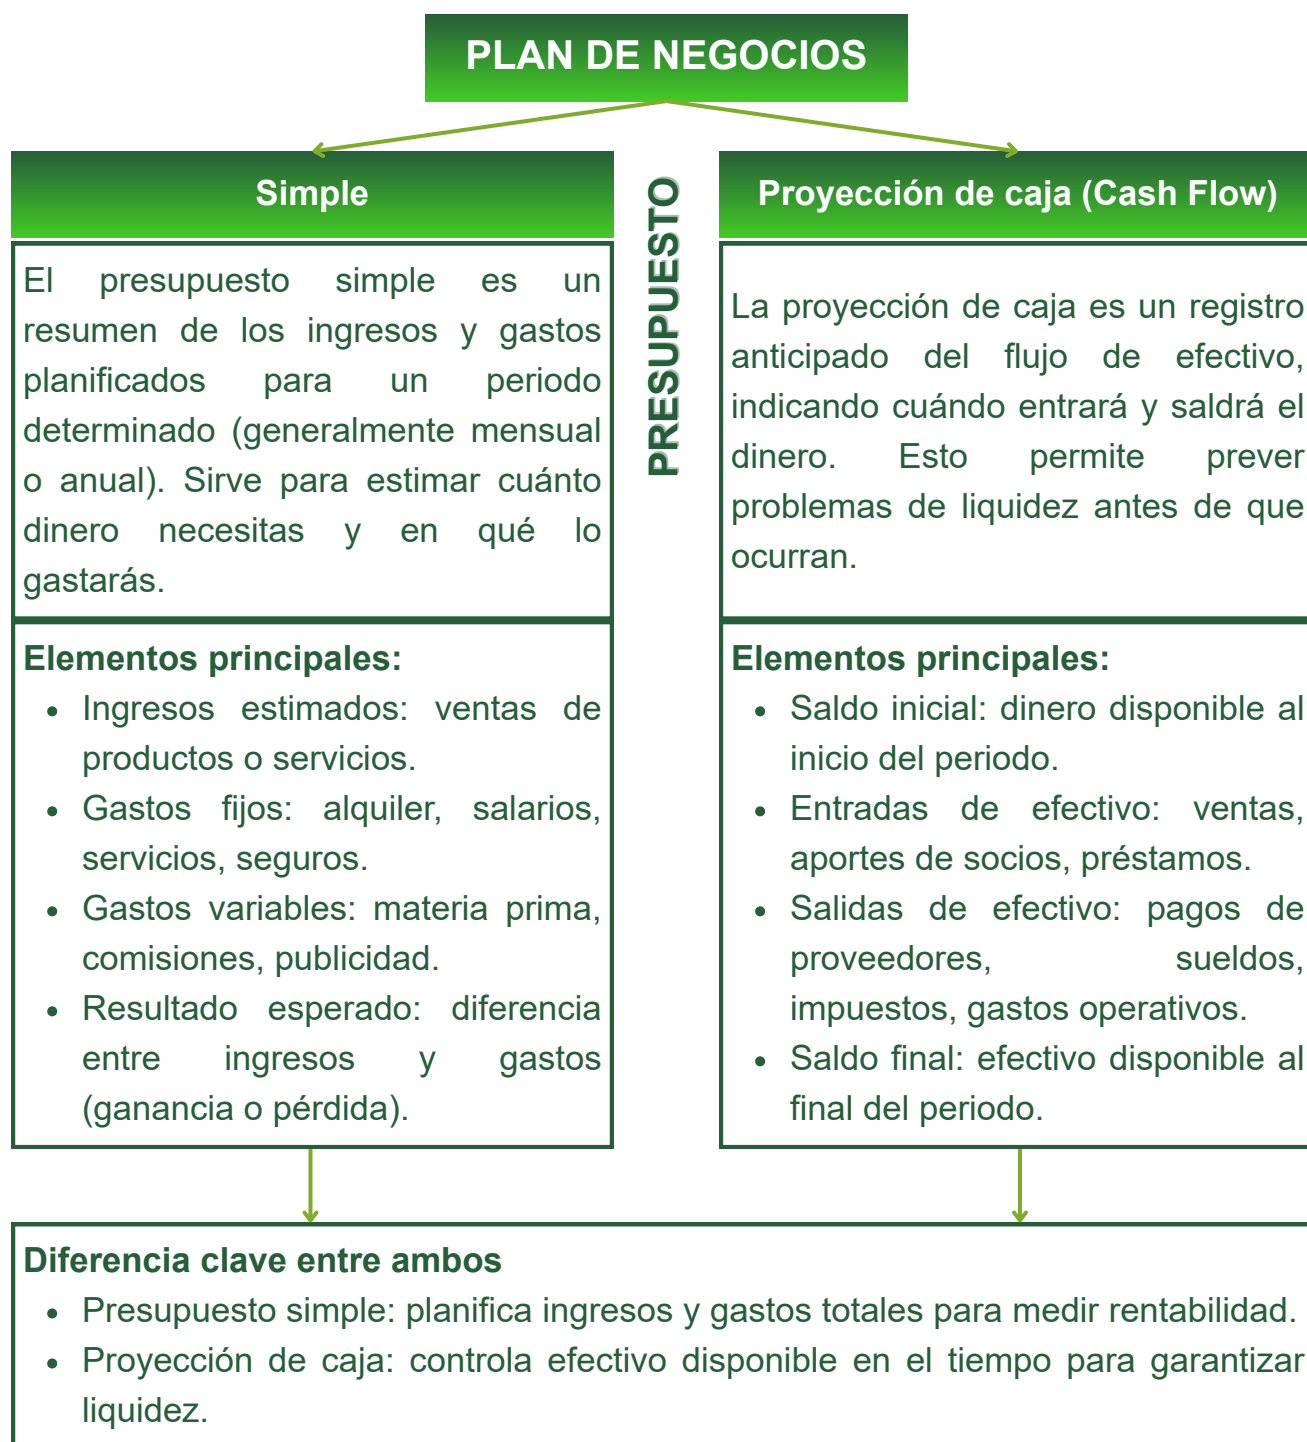 PLAN DE NEGOCIOS
Simple
El presupuesto simple es un
resumen de los ingresos y gastos
planificados para un periodo
determinado (generalmente mensual
o anual). Sirve para estimar cuánto
dinero necesitas y en qué lo
gastarás.
Elementos principales:
• Ingresos estimados: ventas de
productos o servicios.
• Gastos fijos: alquiler, salarios,
servicios, seguros.
• Gastos variables: materia prima,
comisiones, publicidad.
• Resultado esperado: diferencia
entre ingresos y gastos
(ganancia o pérdida).
PRESUPUESTO
Proyección de caja (Cash Flow)
La proyección de caja es un registro
anticipado del flujo de efectivo,
indicando cuándo entrará y saldrá el
dinero. Esto permite prever
problemas de liquidez antes de que
ocurran.
Elementos principales:
• Saldo inicial: dinero disponible al
inicio del periodo.
• Entradas de efectivo: ventas,
aportes de socios, préstamos.
• Salidas de efectivo: pagos de
proveedores, sueldos,
impuestos, gastos operativos.
• Saldo final: efectivo disponible al
final del periodo.
Diferencia clave entre ambos
• Presupuesto simple: planifica ingresos y gastos totales para medir rentabilidad.
• Proyección de caja: controla efectivo disponible en el tiempo para garantizar
liquidez.